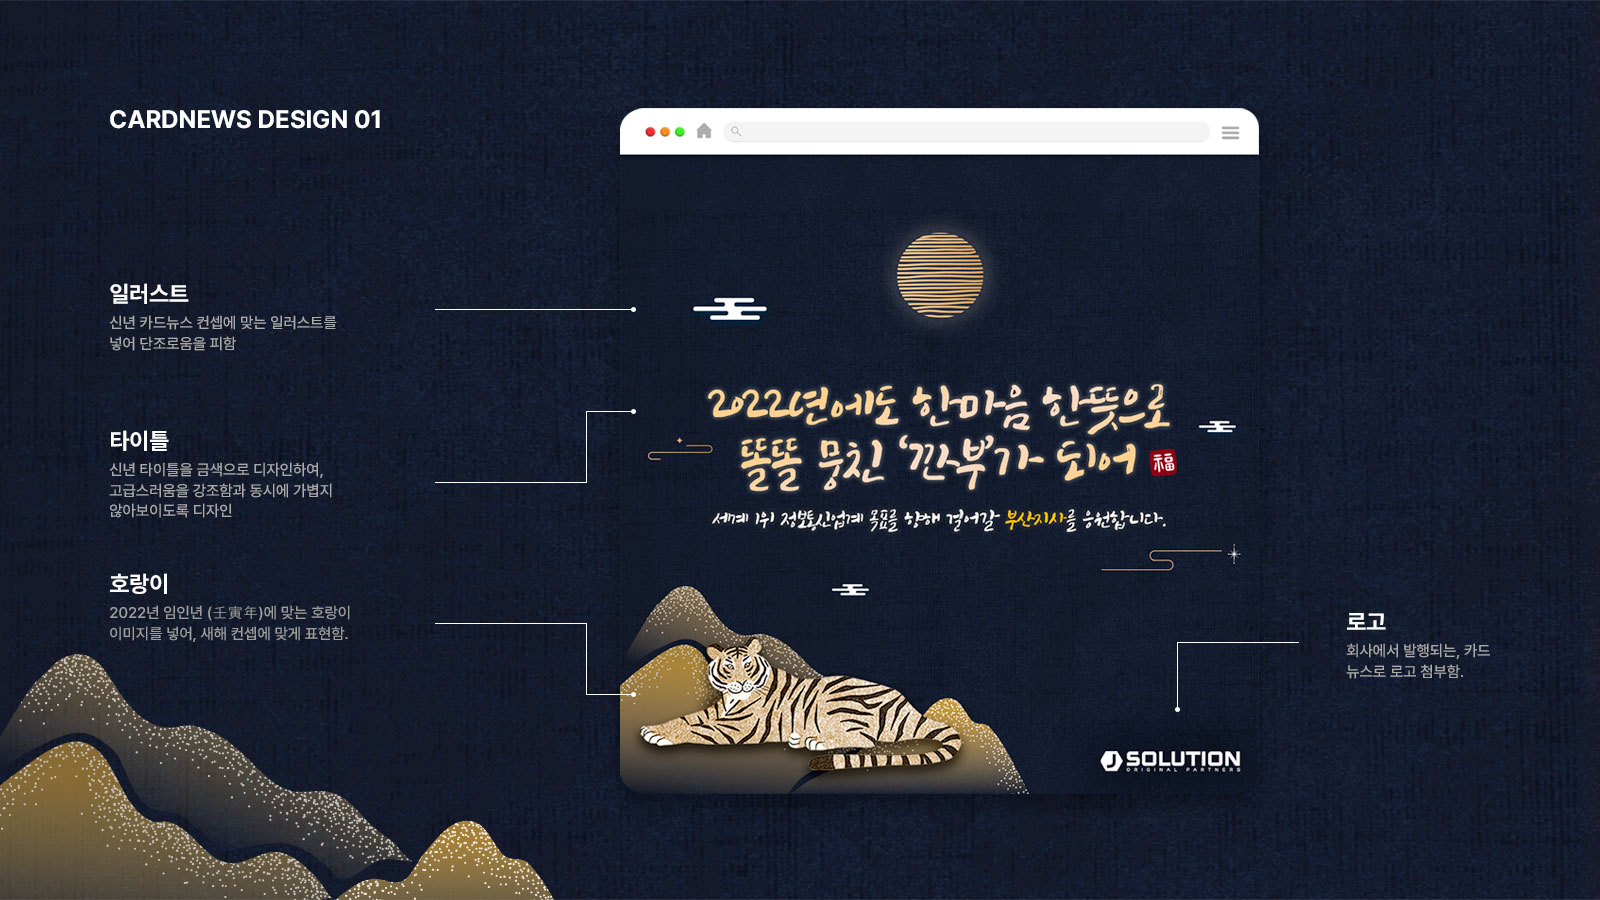 CARDNEWS DESIGN 01
일러스트
신년 카드뉴스 컨셉에 맞는 일러스트를
넣어 단조로움을 피함
타이틀
신년 타이틀을 금색으로 디자인하여,
고급스러움을 강조함과 동시에 가볍지
않아보이도록 디자인
호랑이
2022년 임인년 (壬寅年)에 맞는 호랑이
이미지를 넣어, 새해 컨셉에 맞게 표현함.
2022년에도 한마음 한뜻으로
똘똘 뭉친 ‘깐부’가 되어 福
세계 1위 정보통신업계 목표를 향해 걸어갈 부산지사를 응원합니다.
로고
회사에서 발행되는, 카드
뉴스로 로고 첨부함.
J SOLUTION
ORIGINAL PARTNERS